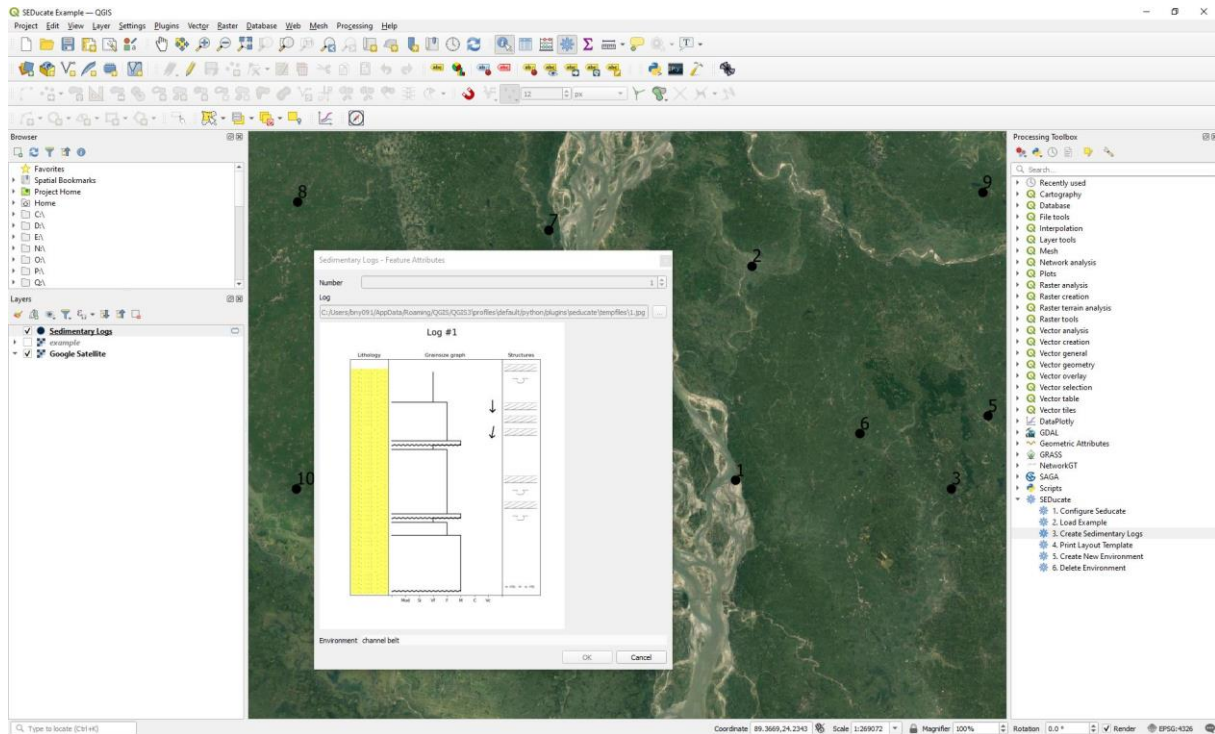 SEDucate Example — QGIS
Project Edit View Layer Settings Plugins Vector Raster Database Web Mesh Processing Help
12 px
Browser
Favorites
Spatial Bookmarks
Project Home
Home
C:\
D:\
E:\
N:\
O:\
P:\
Q:\
Layers
Sedimentary Logs
example
Google Satellite
8
7
2
9
5
6
1
3
10
Sedimentary Logs - Feature Attributes
Number 1
Log
C:/Users/bny091/AppData/Roaming/QGIS/QGIS3\profiles\default/python/plugins\seducate\tempfiles\1.jpg ...
Log #1
Lithology Grainsize graph Structures
Mud Si Vf F M C Vc
Environment channel belt
OK Cancel
Processing Toolbox
Search...
Recently used
Cartography
Database
File tools
Interpolation
Layer tools
Mesh
Network analysis
Plots
Raster analysis
Raster creation
Raster terrain analysis
Raster tools
Vector analysis
Vector creation
Vector general
Vector geometry
Vector overlay
Vector selection
Vector table
Vector tiles
DataPlotly
GDAL
Geometric Attributes
GRASS
NetworkGT
SAGA
Scripts
SEDucate
1. Configure Seducate
2. Load Example
3. Create Sedimentary Logs
4. Print Layout Template
5. Create New Environment
6. Delete Environment
Type to locate (Ctrl+K) Coordinate 89.3669,24.2343 Scale 1:269072 Magnifier 100% Rotation 0.0 ° Render EPSG:4326